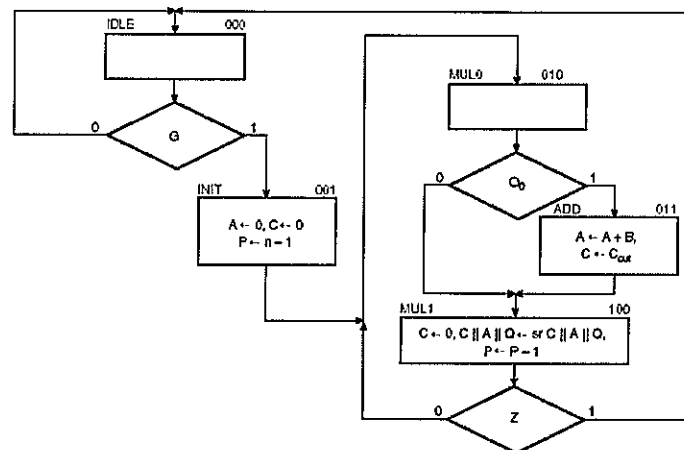 IDLE 000
0 G 1
INIT 001
A ← 0, C ← 0
P ← n – 1
MUL0 010
0 Q₀ 1
ADD 011
A ← A + B,
C ← Cout
MUL1 100
C ← 0, C || A || Q ← sr C || A || Q,
P ← P – 1
0 Z 1